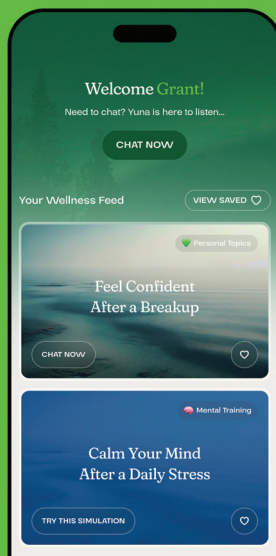 Welcome Grant!
Need to chat? Yuna is here to listen...
CHAT NOW
Your Wellness Feed
VIEW SAVED
Personal Topics
Feel Confident
After a Breakup
CHAT NOW
Mental Training
Calm Your Mind
After a Daily Stress
TRY THIS SIMULATION